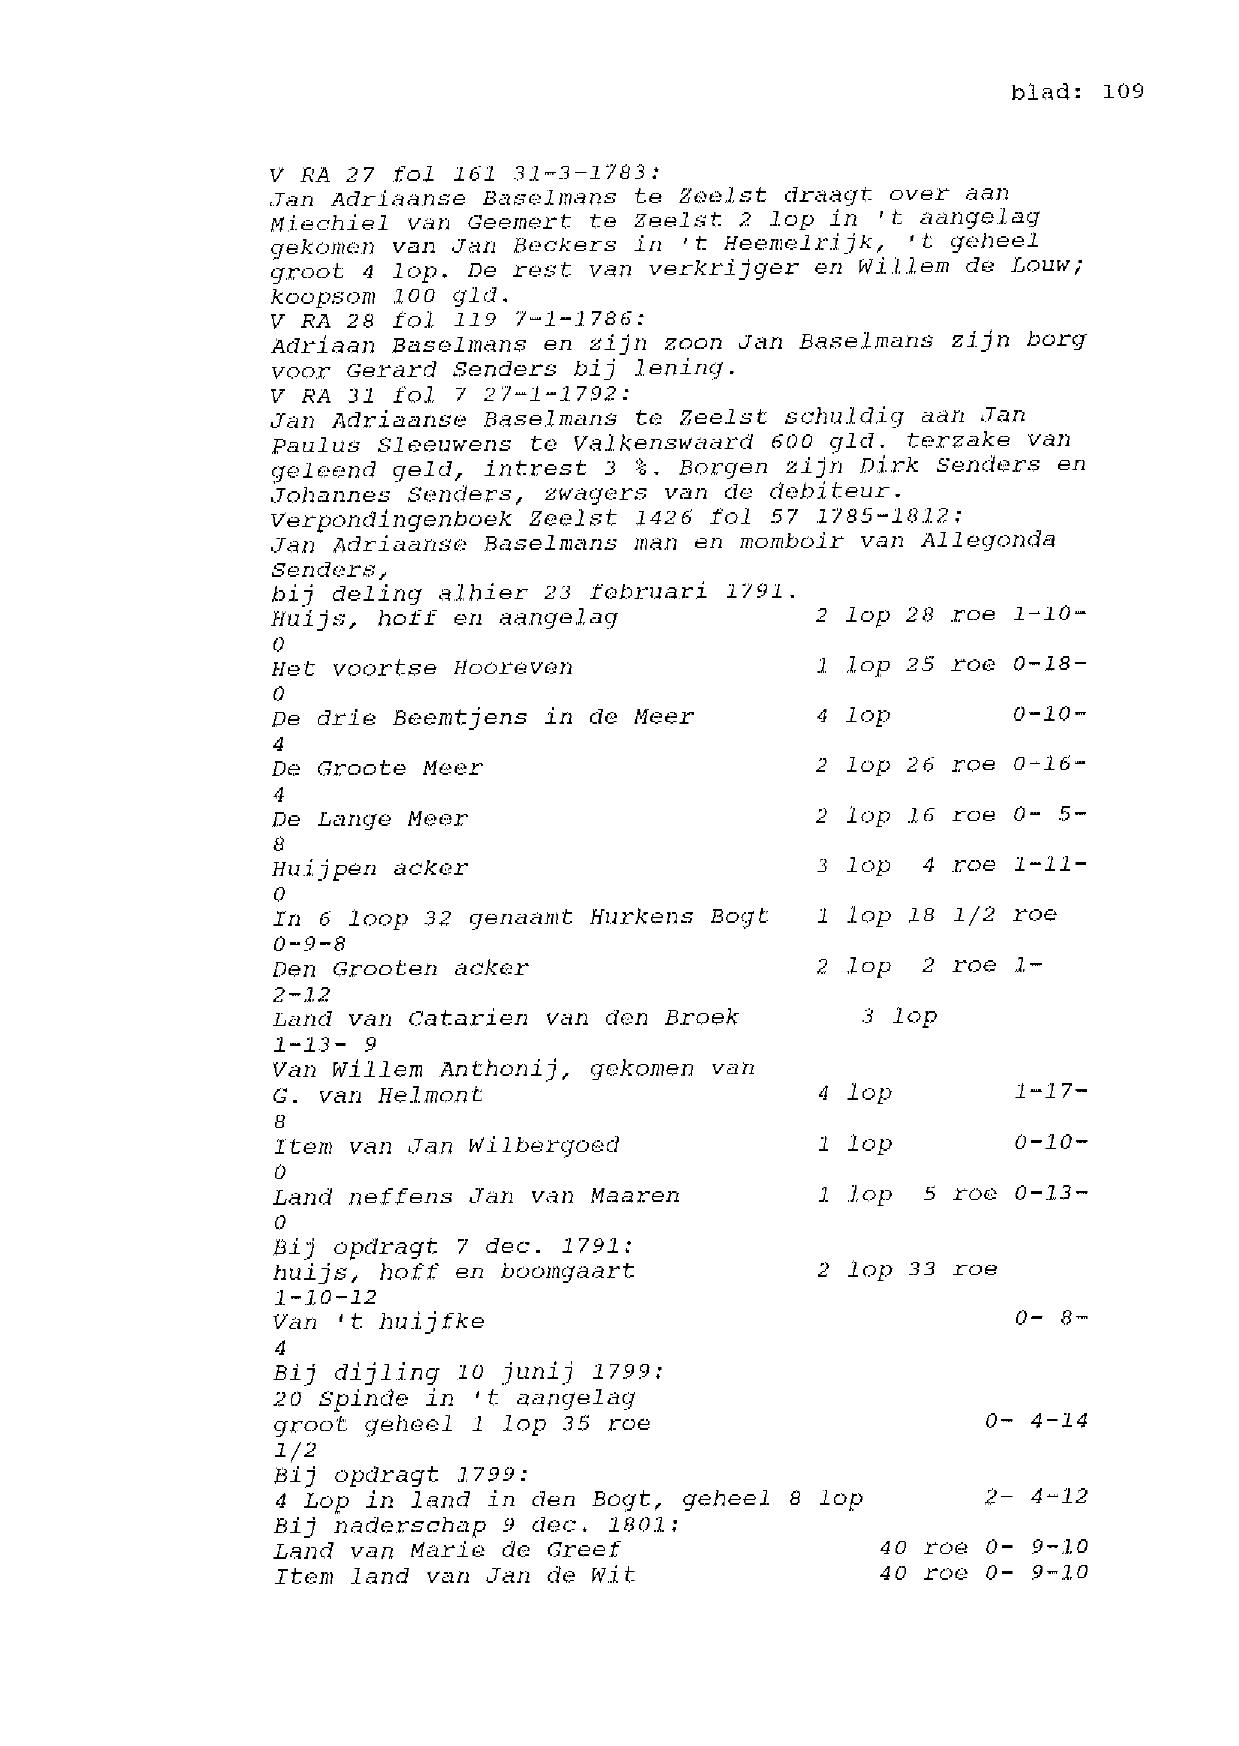 blad: 109
V RA 27 fol 161 31-3-1783:
Jan Adriaanse Baselmans te Zeelst draagt over aan
Miechiel van Geemert te Zeelst 2 lop in 't aangelag
gekomen van Jan Beckers in 't Heemelrijk, 't geheel
groot 4 lop. De rest van verkrijger en Willem de Louw;
koopsom 100 gld.
V RA 28 fol 119 7-1-1786:
Adriaan Baselmans en zijn zoon Jan Baselmans zijn borg
voor Gerard Senders bij lening.
V RA 31 fol 7 27-1-1792:
Jan Adriaanse Baselmans te Zeelst schuldig aan Jan
Paulus Sleeuwens te Valkenswaard 600 gld. terzake van
geleend geld, intrest 3 %. Borgen zijn Dirk Senders en
Johannes Senders, zwagers van de debiteur.
Verpondingenboek Zeelst 1426 fol 57 1785-1812:
Jan Adriaanse Baselmans man en momboir van Allegonda
Senders,
bij deling alhier 23 februari 1791.
Huijs, hoff en aangelag 2 lop 28 roe 1-10-
0
Het voortse Hooreven 1 lop 25 roe 0-18-
0
De drie Beemtjens in de Meer 4 lop 0-10-
4
De Groote Meer 2 lop 26 roe 0-16-
4
De Lange Meer 2 lop 16 roe 0- 5-
8
Huijpen acker 3 lop 4 roe 1-11-
0
In 6 loop 32 genaamt Hurkens Bogt 1 lop 18 1/2 roe
0-9-8
Den Grooten acker 2 lop 2 roe 1-
2-12
Land van Catarien van den Broek 3 lop
1-13- 9
Van Willem Anthonij, gekomen van
G. van Helmont 4 lop 1-17-
8
Item van Jan Wilbergoed 1 lop 0-10-
0
Land neffens Jan van Maaren 1 lop 5 roe 0-13-
0
Bij opdragt 7 dec. 1791:
huijs, hoff en boomgaart 2 lop 33 roe
1-10-12
Van 't huijfke 0- 8-
4
Bij dijling 10 junij 1799:
20 Spinde in 't aangelag
groot geheel 1 lop 35 roe 0- 4-14
1/2
Bij opdragt 1799:
4 Lop in land in den Bogt, geheel 8 lop 2- 4-12
Bij naderschap 9 dec. 1801:
Land van Marie de Greef 40 roe 0- 9-10
Item land van Jan de Wit 40 roe 0- 9-10